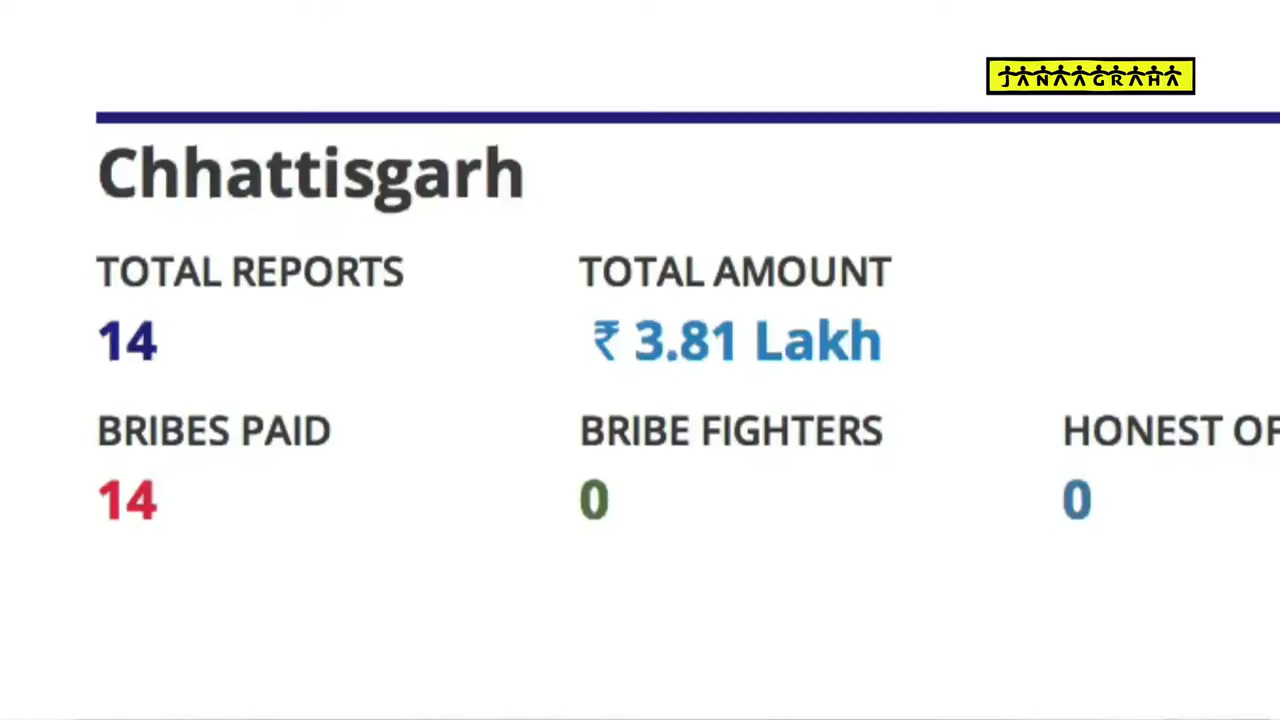 JANAAGRAHA
Chhattisgarh
TOTAL REPORTS TOTAL AMOUNT
14 ₹ 3.81 Lakh
BRIBES PAID BRIBE FIGHTERS HONEST OF
14 0 0